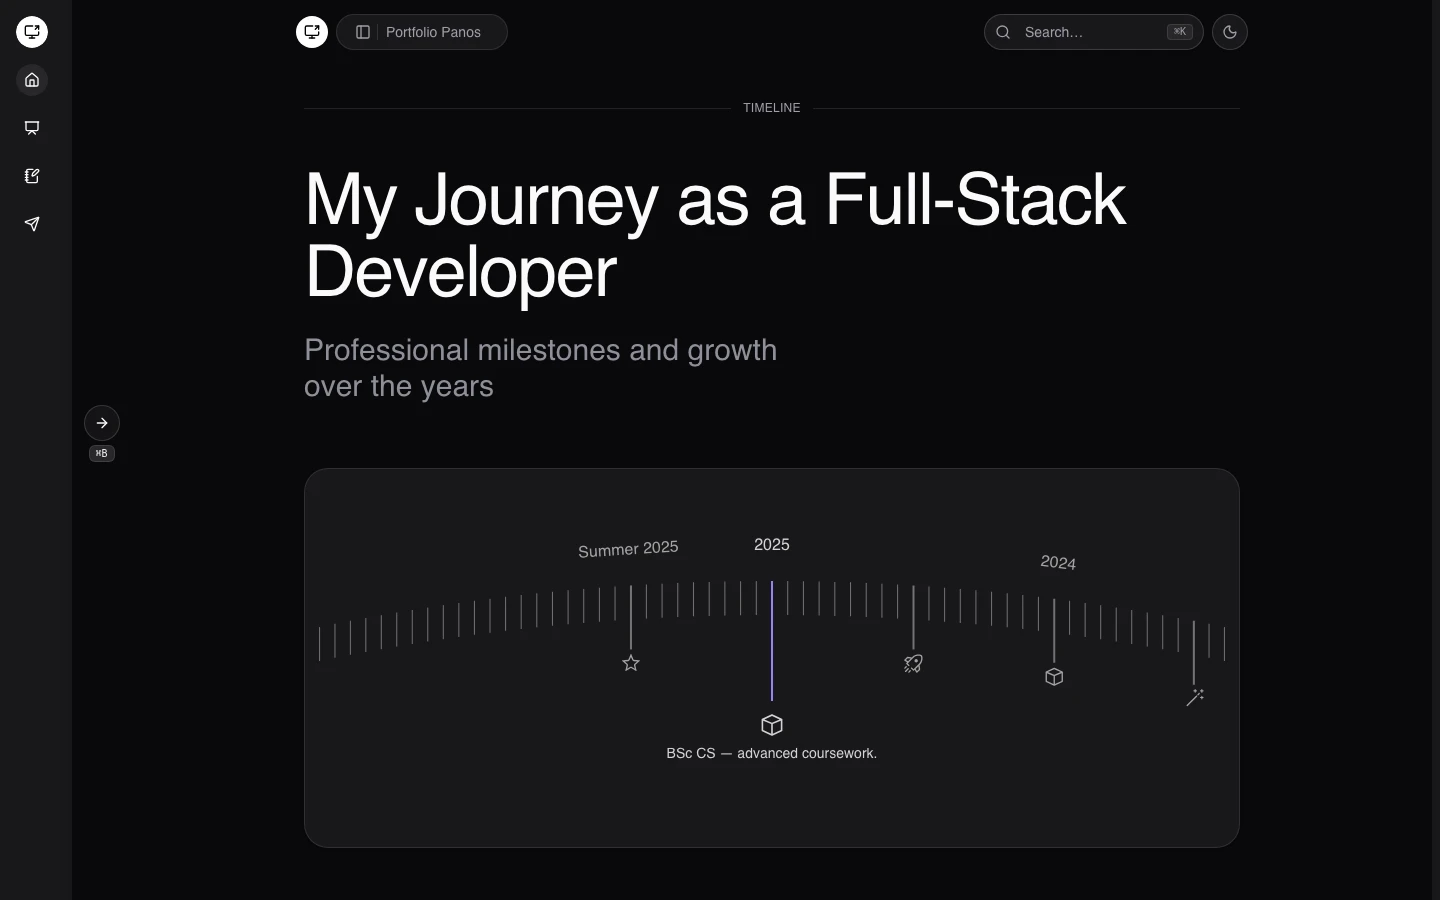 Portfolio Panos
Search...
⌘K
TIMELINE
My Journey as a Full-Stack
Developer
Professional milestones and growth
over the years
⌘B
Summer 2025
2025
2024
BSc CS — advanced coursework.